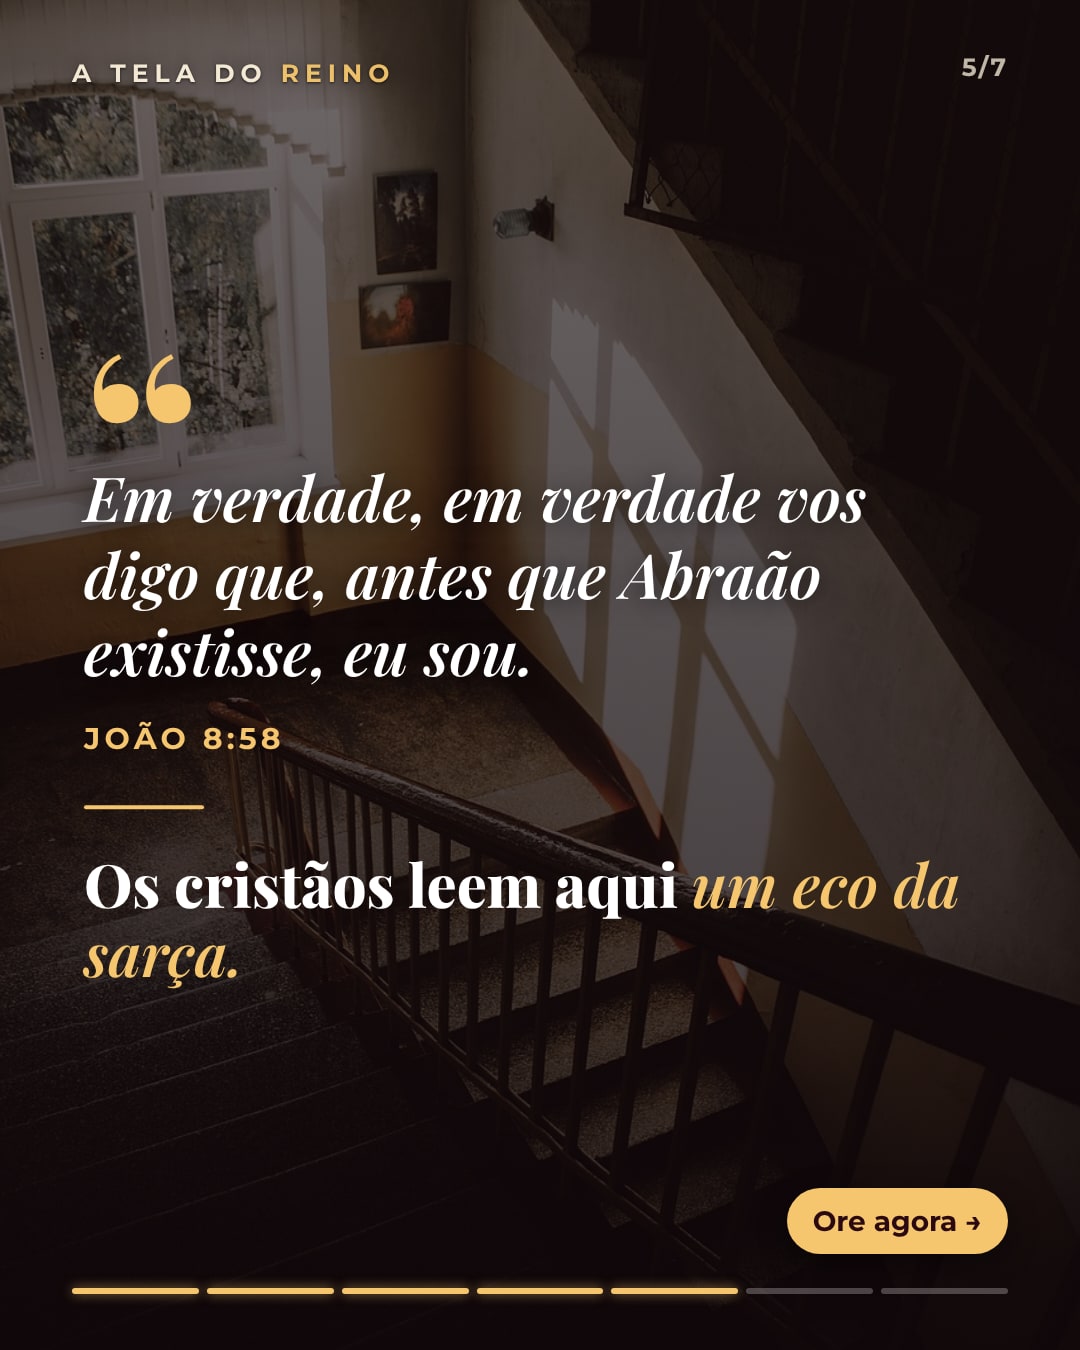 A TELA DO REINO
5/7
“
Em verdade, em verdade vos
digo que, antes que Abraão
existisse, eu sou.
JOÃO 8:58
Os cristãos leem aqui um eco da
sarça.
Ore agora →